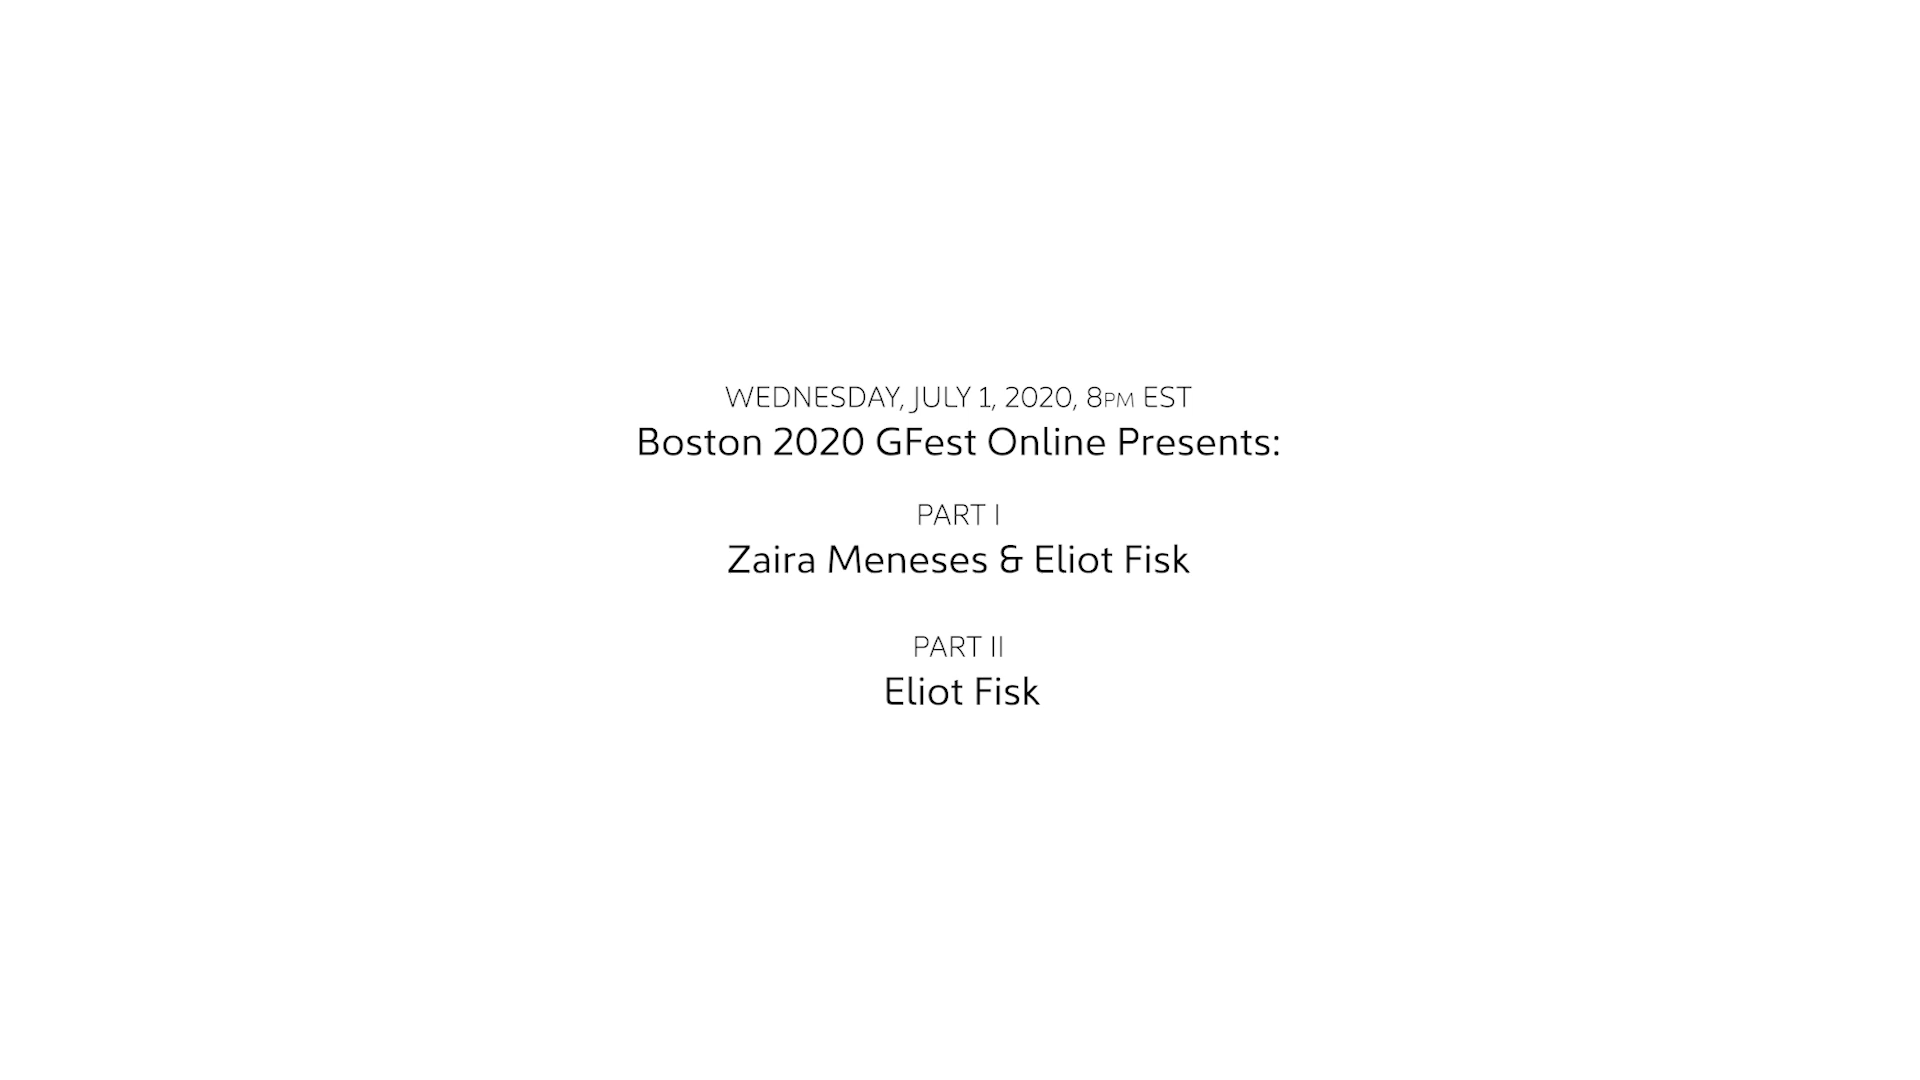 WEDNESDAY, JULY 1, 2020, 8PM EST
Boston 2020 GFest Online Presents:
PART I
Zaira Meneses & Eliot Fisk
PART II
Eliot Fisk